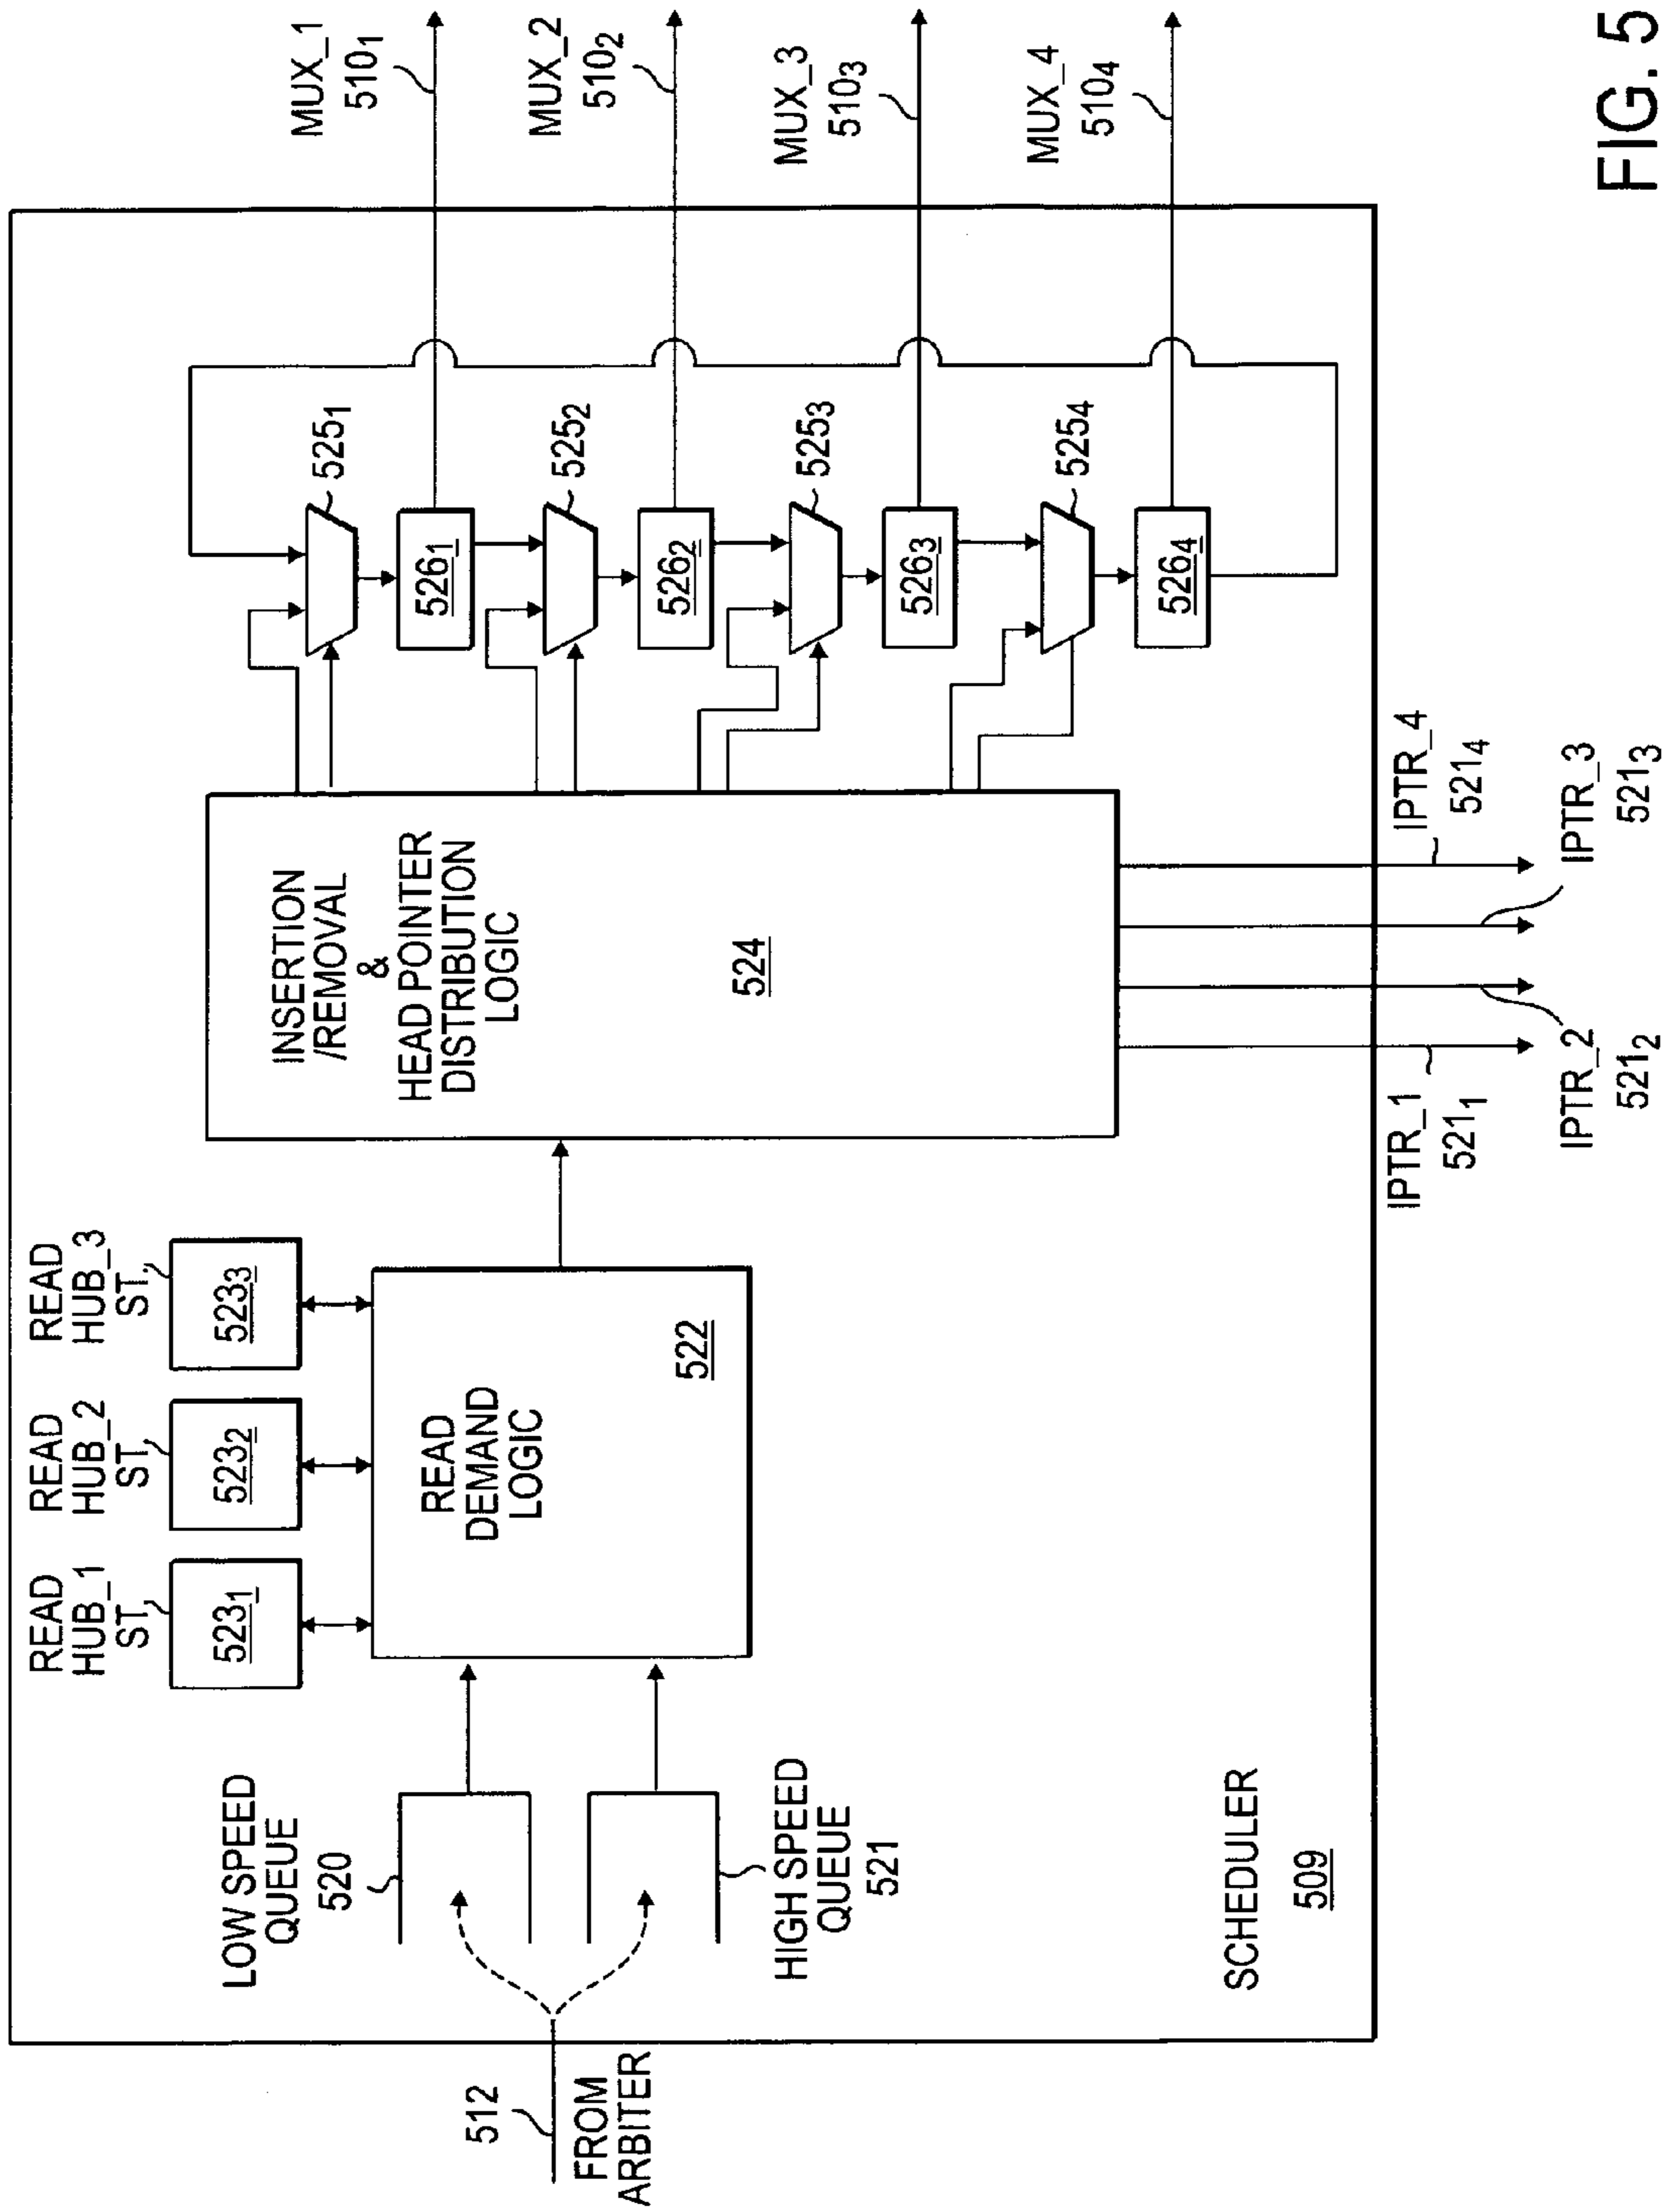 512
FROM
ARBITER
LOW SPEED
QUEUE
520
HIGH SPEED
QUEUE
521
READ
HUB_1
ST.
523₁
READ
HUB_2
ST.
523₂
READ
HUB_3
ST.
523₃
READ
DEMAND
LOGIC
522
INSERTION
/REMOVAL
&
HEAD POINTER
DISTRIBUTION
LOGIC
524
525₁
526₁
525₂
526₂
525₃
526₃
525₄
526₄
MUX_1
510₁
MUX_2
510₂
MUX_3
510₃
MUX_4
510₄
SCHEDULER
509
IPTR_1
521₁
IPTR_2
521₂
IPTR_4
521₄
IPTR_3
521₃
FIG. 5